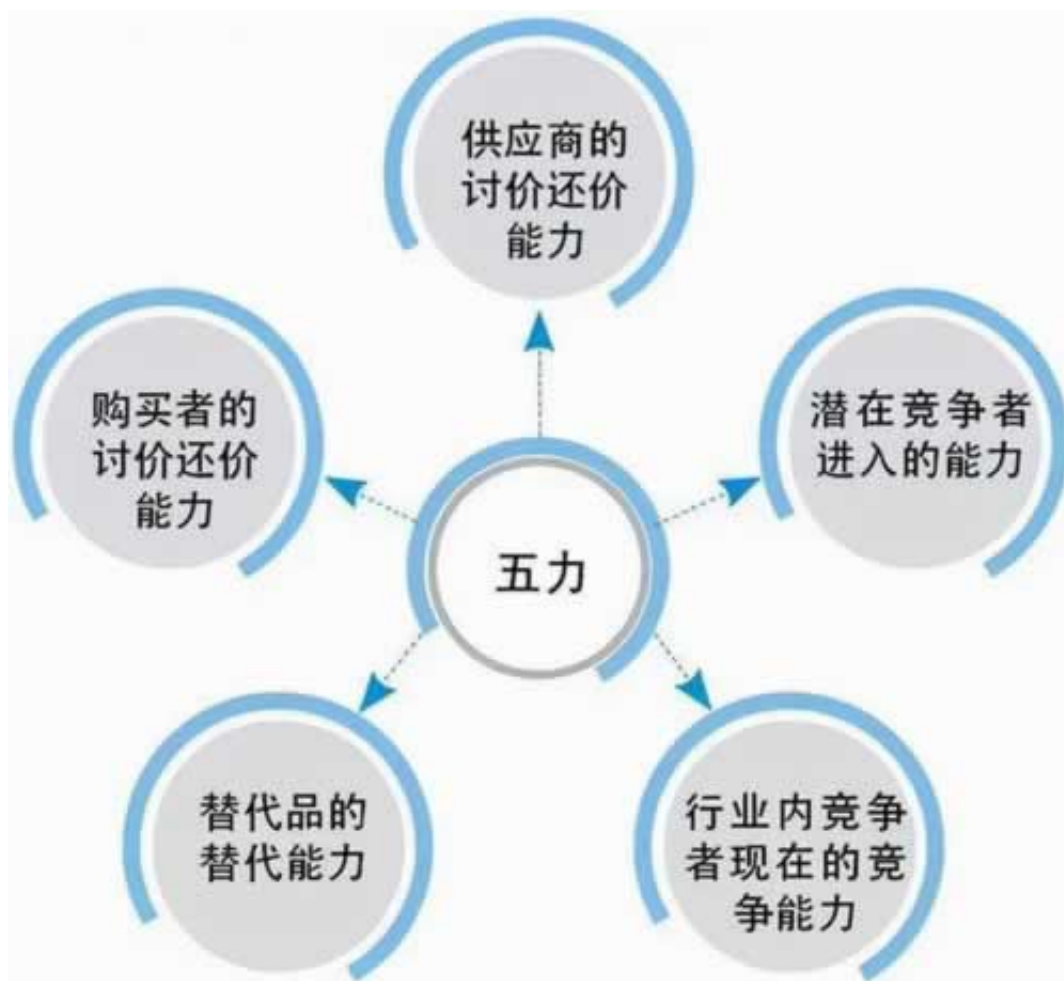 供应商的
讨价还价
能力
购买者的
讨价还价
能力
潜在竞争者
进入的能力
五力
替代品的
替代能力
行业内竞争
者现在的竞
争能力